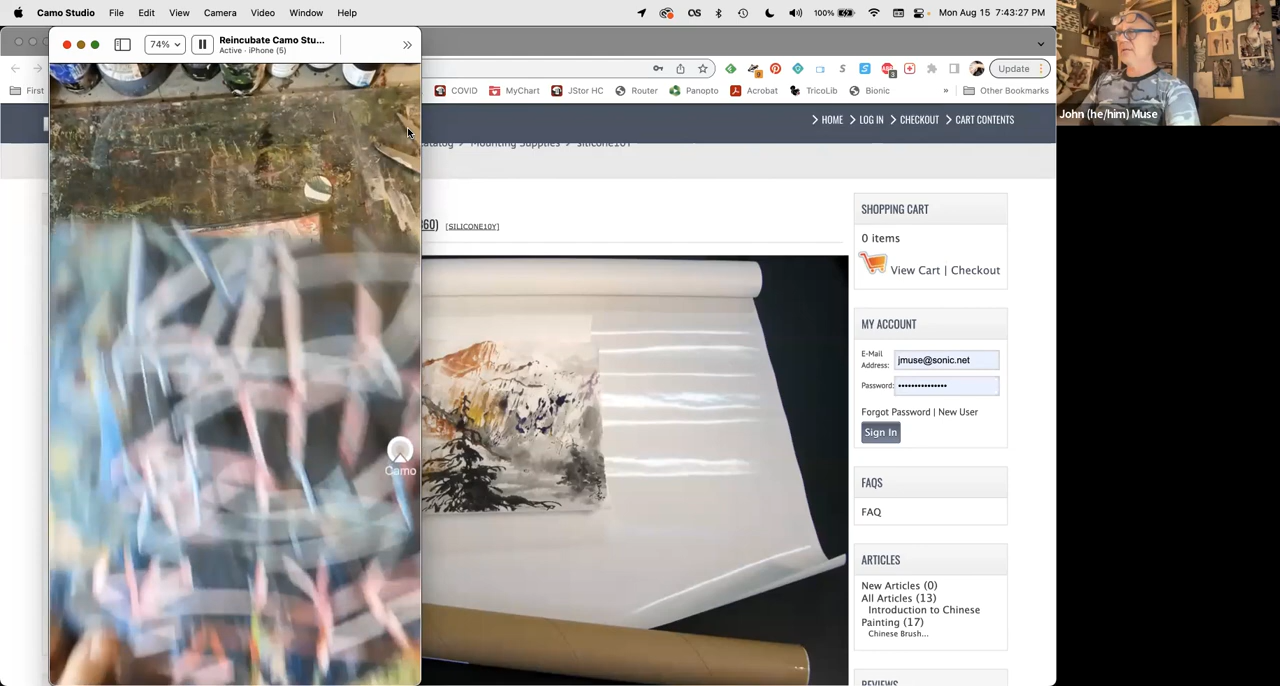 Camo Studio File Edit View Camera Video Window Help 100% Mon Aug 15 7:43:27 PM
74% Reincubate Camo Stu...
Active · iPhone (5)
Update
First COVID MyChart JStor HC Router Panopto Acrobat TricoLib Bionic » Other Bookmarks
John (he/him) Muse
HOME LOG IN CHECKOUT CART CONTENTS
Mounting Supplies silicone101
[SILICONE10Y]
SHOPPING CART
0 items
View Cart | Checkout
MY ACCOUNT
E-Mail
Address: jmuse@sonic.net
Password: ••••••••••••••
Forgot Password | New User
Sign In
Camo
FAQS
FAQ
ARTICLES
New Articles (0)
All Articles (13)
Introduction to Chinese
Painting (17)
Chinese Brush...
REVIEWS